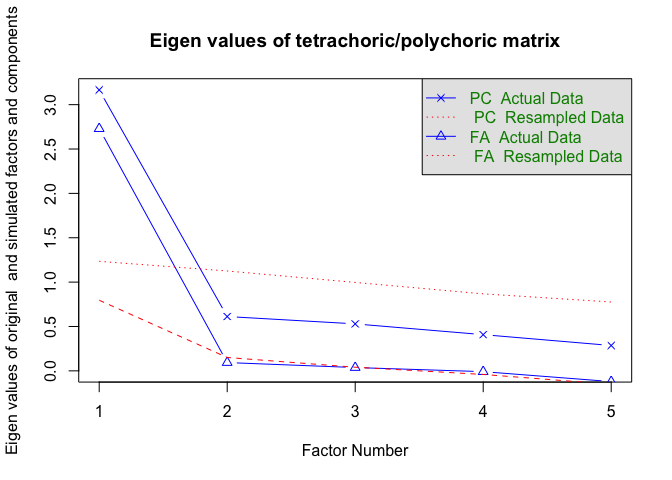 Eigen values of tetrachoric/polychoric matrix
Eigen values of original  and simulated factors and components
3.0
2.5
2.0
1.5
1.0
0.5
0.0
PC  Actual Data
PC  Resampled Data
FA  Actual Data
FA  Resampled Data
1 2 3 4 5
Factor Number